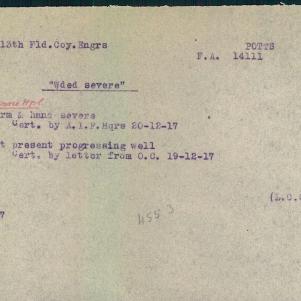 13th Fld.Coy.Engrs POTTS
F.A. 14111
"Wded severe"
rm & hand severe
Cert. by A.I.F.Hqrs 20-12-17
t present progressing well
Cert. by letter from O.C. 19-12-17
(L.C.
4553
7